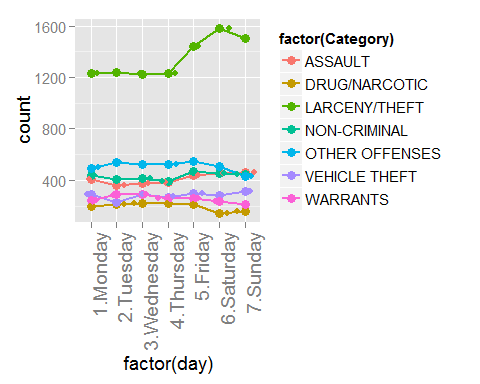 1600
1200
800
400
count
1.Monday
2.Tuesday
3.Wednesday
4.Thursday
5.Friday
6.Saturday
7.Sunday
factor(day)
factor(Category)
ASSAULT
DRUG/NARCOTIC
LARCENY/THEFT
NON-CRIMINAL
OTHER OFFENSES
VEHICLE THEFT
WARRANTS